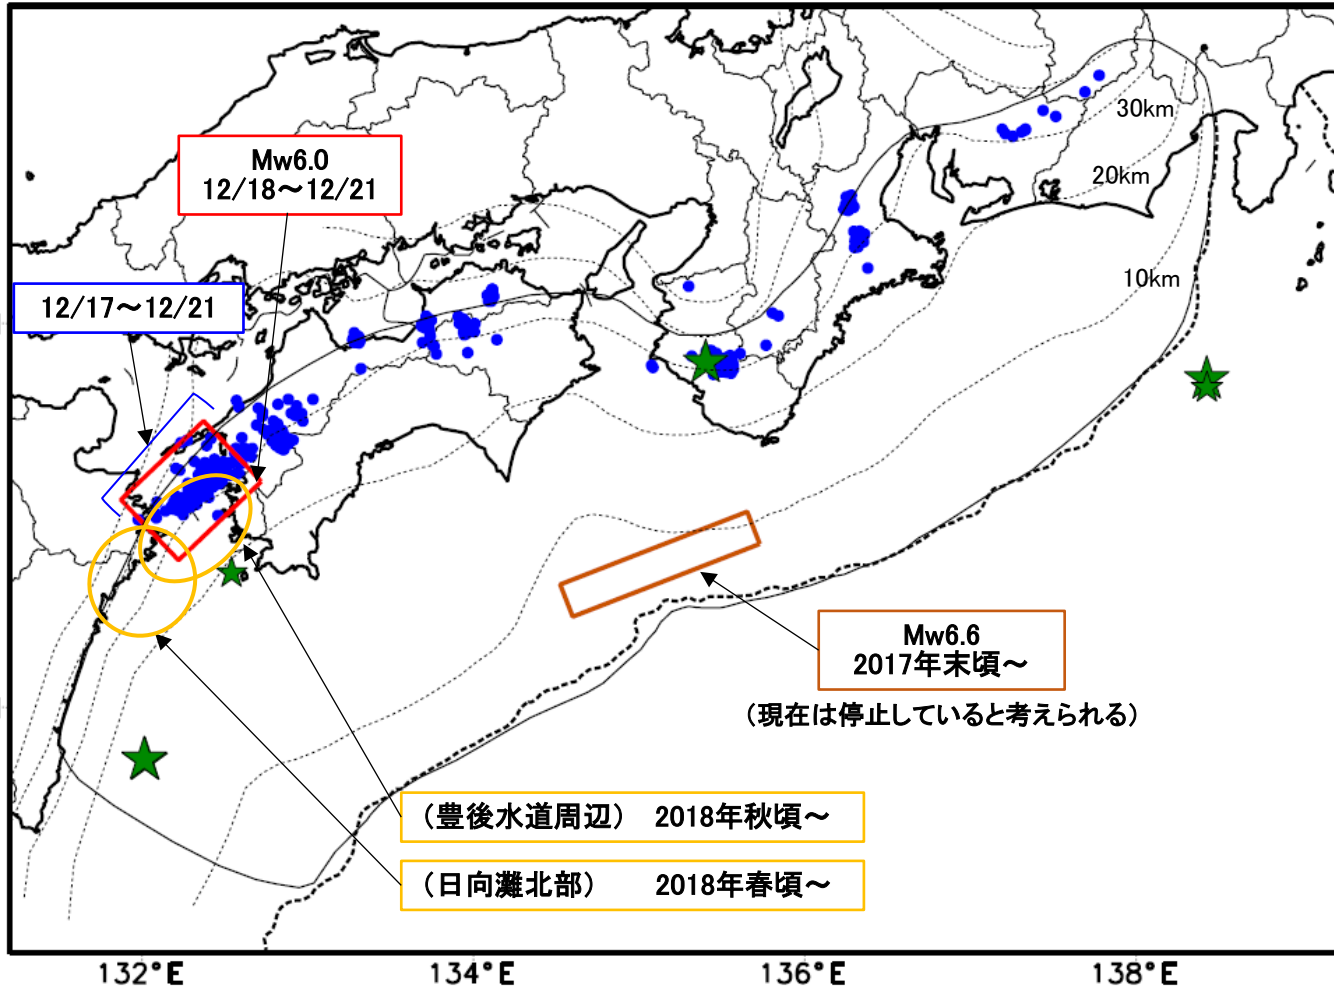 30km
Mw6.0
12/18～12/21
20km
10km
12/17～12/21
Mw6.6
2017年末頃～
（現在は停止していると考えられる）
（豊後水道周辺） 2018年秋頃～
（日向灘北部） 2018年春頃～
132°E 134°E 136°E 138°E